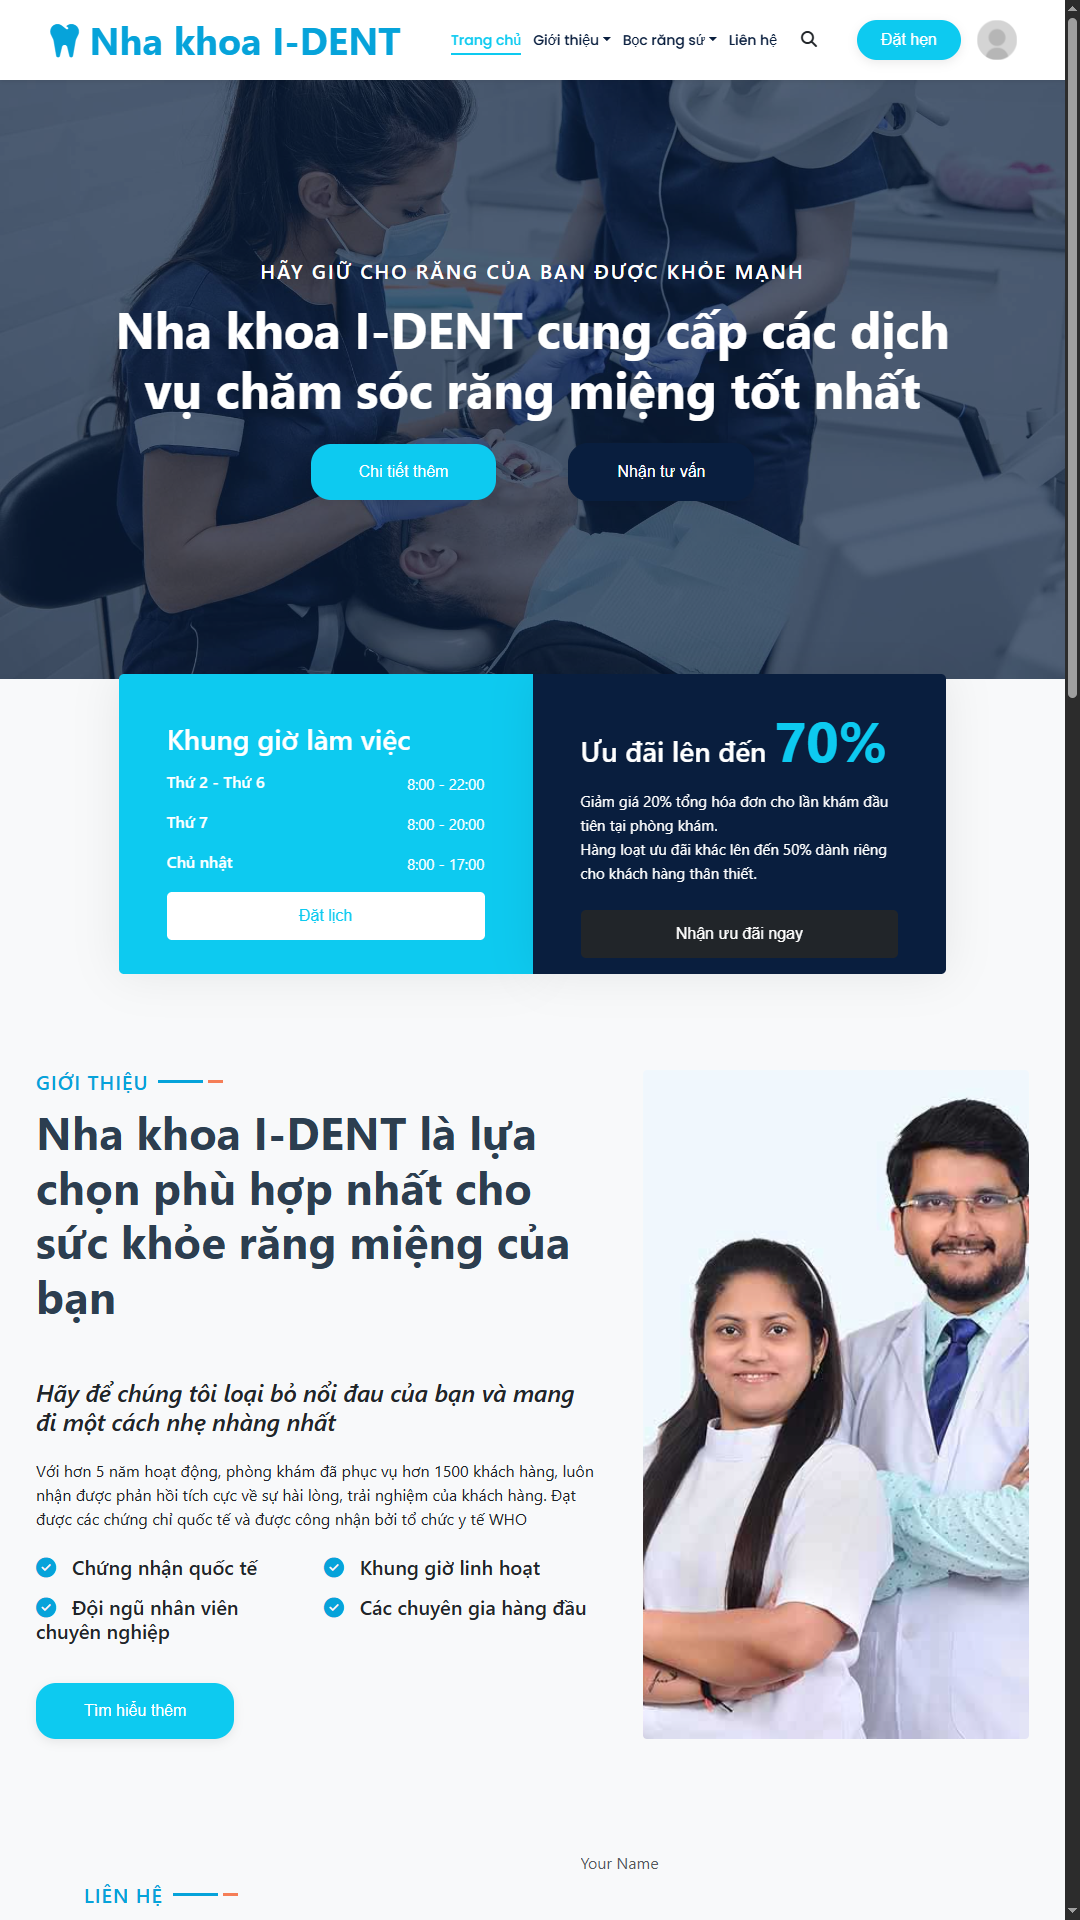 Nha khoa I-DENT
Trang chủ Giới thiệu Bọc răng sứ Liên hệ Đặt hẹn
HÃY GIỮ CHO RĂNG CỦA BẠN ĐƯỢC KHỎE MẠNH
Nha khoa I-DENT cung cấp các dịch
vụ chăm sóc răng miệng tốt nhất
Chi tiết thêm Nhận tư vấn
Khung giờ làm việc
Thứ 2 - Thứ 6 8:00 - 22:00
Thứ 7 8:00 - 20:00
Chủ nhật 8:00 - 17:00
Đặt lịch
Ưu đãi lên đến 70%
Giảm giá 20% tổng hóa đơn cho lần khám đầu
tiên tại phòng khám.
Hàng loạt ưu đãi khác lên đến 50% dành riêng
cho khách hàng thân thiết.
Nhận ưu đãi ngay
GIỚI THIỆU
Nha khoa I-DENT là lựa
chọn phù hợp nhất cho
sức khỏe răng miệng của
bạn
Hãy để chúng tôi loại bỏ nổi đau của bạn và mang
đi một cách nhẹ nhàng nhất
Với hơn 5 năm hoạt động, phòng khám đã phục vụ hơn 1500 khách hàng, luôn
nhận được phản hồi tích cực về sự hài lòng, trải nghiệm của khách hàng. Đạt
được các chứng chỉ quốc tế và được công nhận bởi tổ chức y tế WHO
Chứng nhận quốc tế
Đội ngũ nhân viên
chuyên nghiệp
Khung giờ linh hoạt
Các chuyên gia hàng đầu
Tìm hiểu thêm
LIÊN HỆ
Your Name